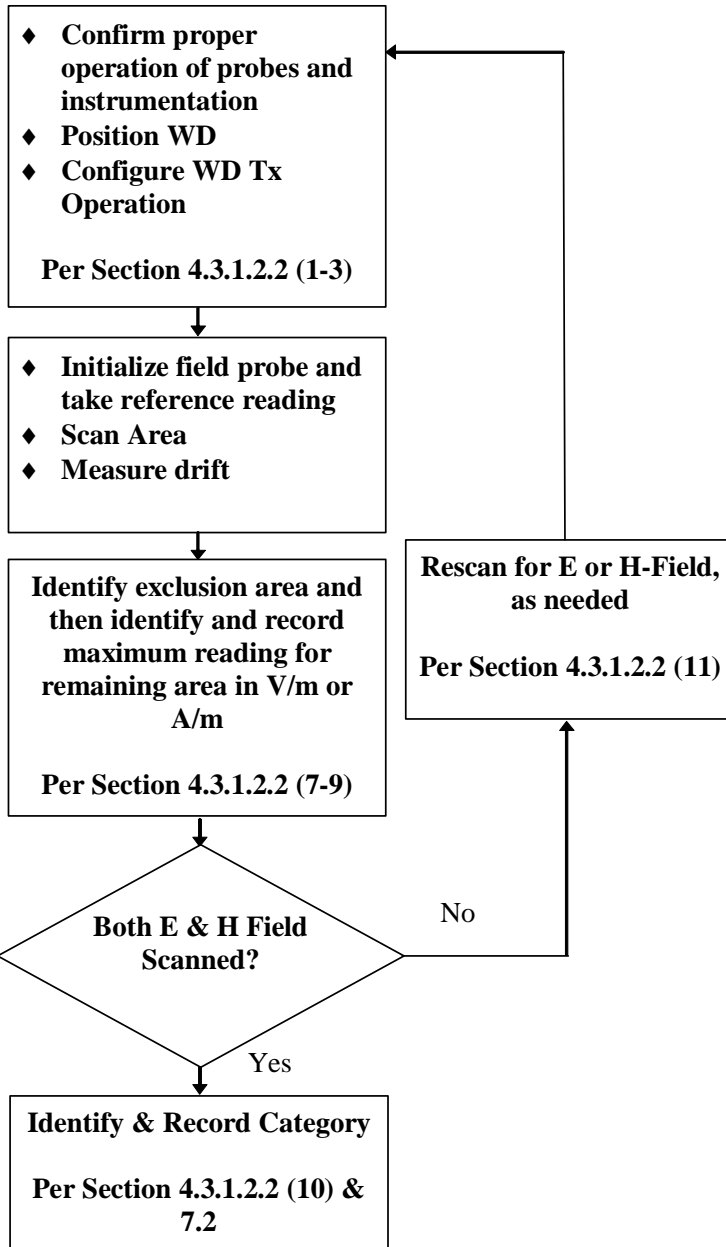 ♦ Confirm proper
operation of probes and
instrumentation
♦ Position WD
♦ Configure WD Tx
Operation
Per Section 4.3.1.2.2 (1-3)
♦ Initialize field probe and
take reference reading
♦ Scan Area
♦ Measure drift
Identify exclusion area and
then identify and record
maximum reading for
remaining area in V/m or
A/m
Per Section 4.3.1.2.2 (7-9)
Rescan for E or H-Field,
as needed
Per Section 4.3.1.2.2 (11)
Both E & H Field
Scanned?
No
Yes
Identify & Record Category
Per Section 4.3.1.2.2 (10) &
7.2